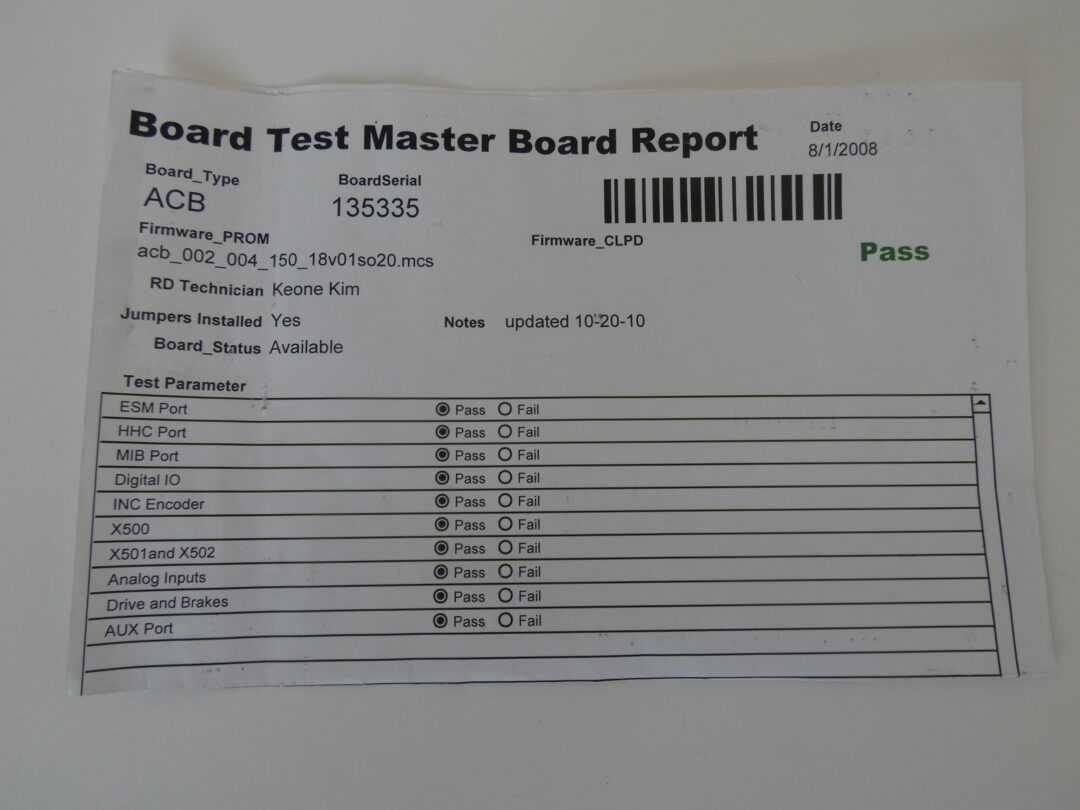 Board Test Master Board Report
Date
8/1/2008
Board_Type
ACB
BoardSerial
135335
Firmware_PROM
acb_002_004_150_18v01so20.mcs
Firmware_CLPD
Pass
RD Technician Keone Kim
Jumpers Installed Yes
Notes updated 10-20-10
Board_Status Available
Test Parameter
ESM Port Pass Fail
HHC Port Pass Fail
MIB Port Pass Fail
Digital IO Pass Fail
INC Encoder Pass Fail
X500 Pass Fail
X501and X502 Pass Fail
Analog Inputs Pass Fail
Drive and Brakes Pass Fail
AUX Port Pass Fail